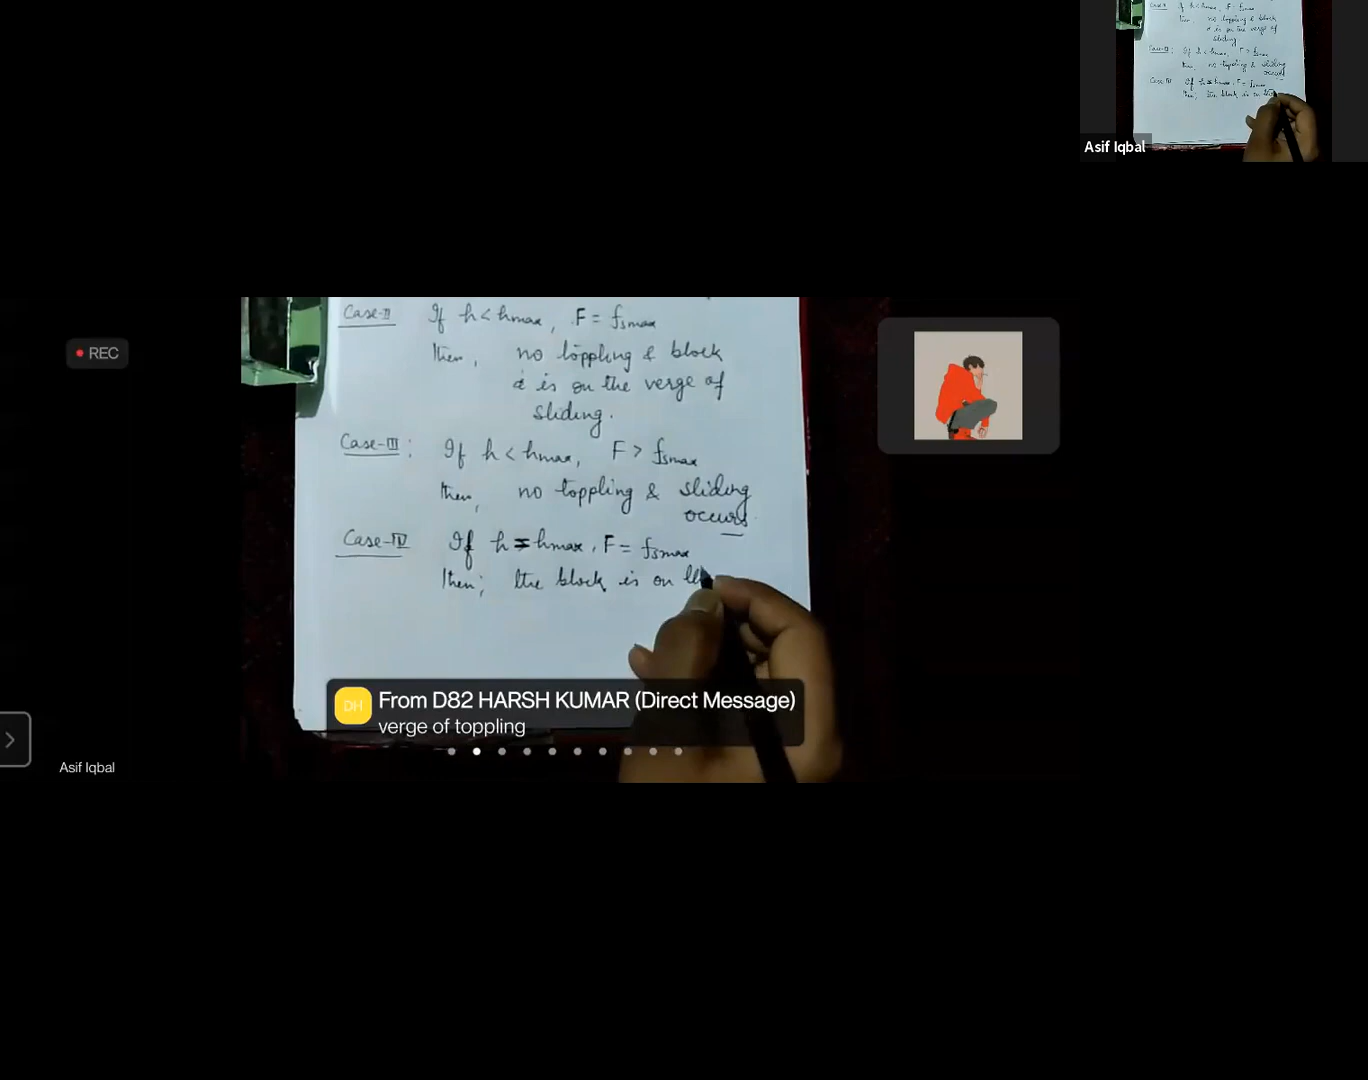 Asif Iqbal
REC
Case-II If h < hmax, F = fsmax
then, no toppling & block
is on the verge of
sliding.
Case-III: If h < hmax, F > fsmax
then, no toppling & sliding
occurs.
Case-IV If h = hmax, F = fsmax
then; the block is on
DH From D82 HARSH KUMAR (Direct Message)
verge of toppling
Asif Iqbal